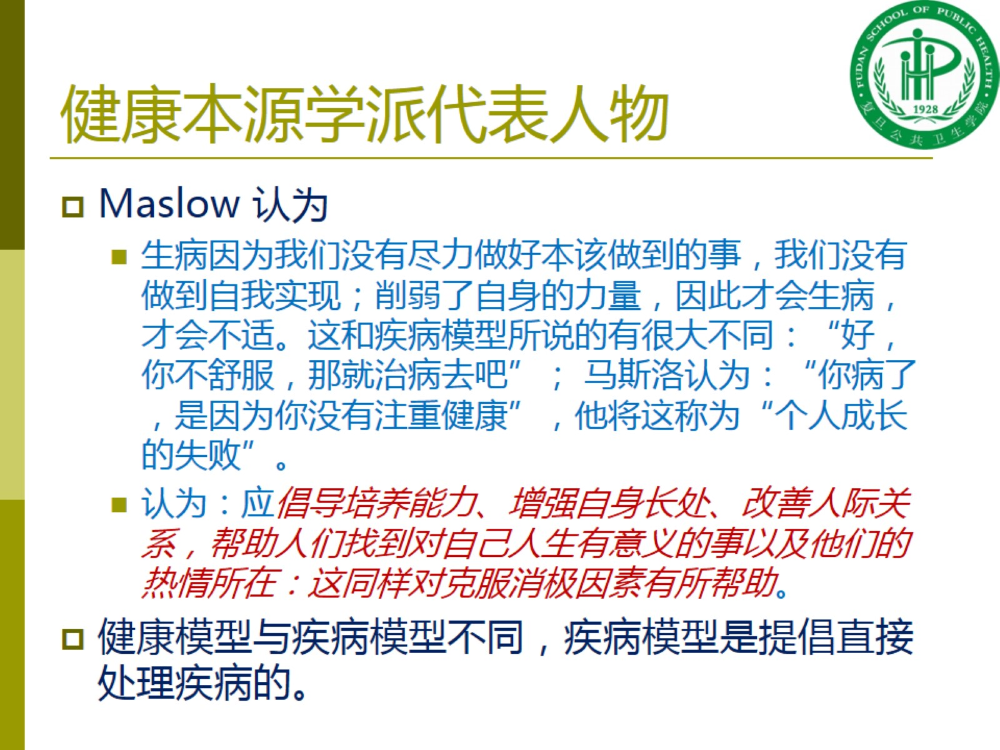 FUDAN SCHOOL OF PUBLIC HEALTH
1928
复旦公共卫生学院
健康本源学派代表人物
Maslow 认为
生病因为我们没有尽力做好本该做到的事，我们没有
做到自我实现；削弱了自身的力量，因此才会生病，
才会不适。这和疾病模型所说的有很大不同：“好，
你不舒服，那就治病去吧”； 马斯洛认为：“你病了
，是因为你没有注重健康”，他将这称为“个人成长
的失败”。
认为：应倡导培养能力、增强自身长处、改善人际关
系，帮助人们找到对自己人生有意义的事以及他们的
热情所在：这同样对克服消极因素有所帮助。
健康模型与疾病模型不同，疾病模型是提倡直接
处理疾病的。